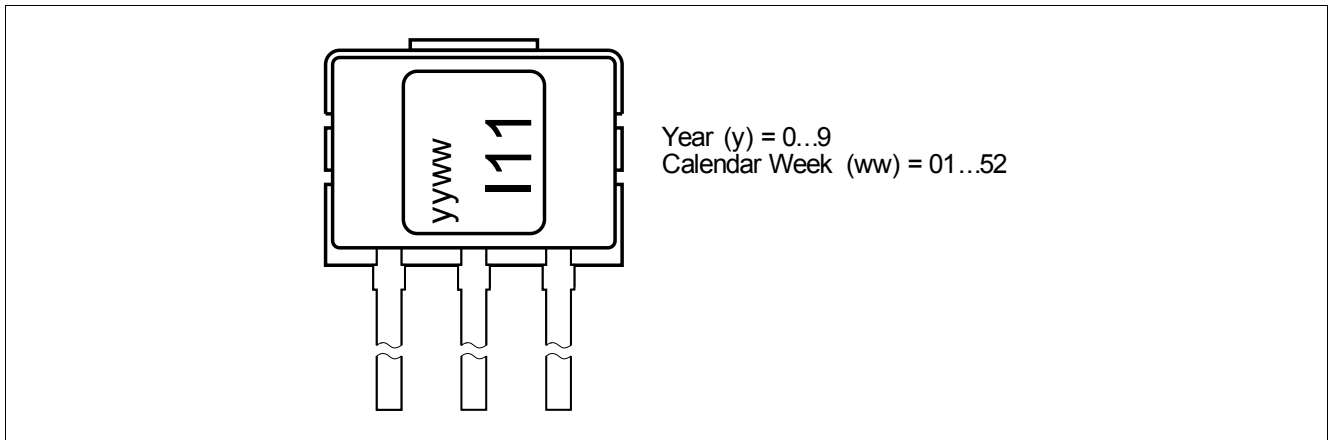 yyww
I11
Year (y) = 0...9
Calendar Week (ww) = 01...52